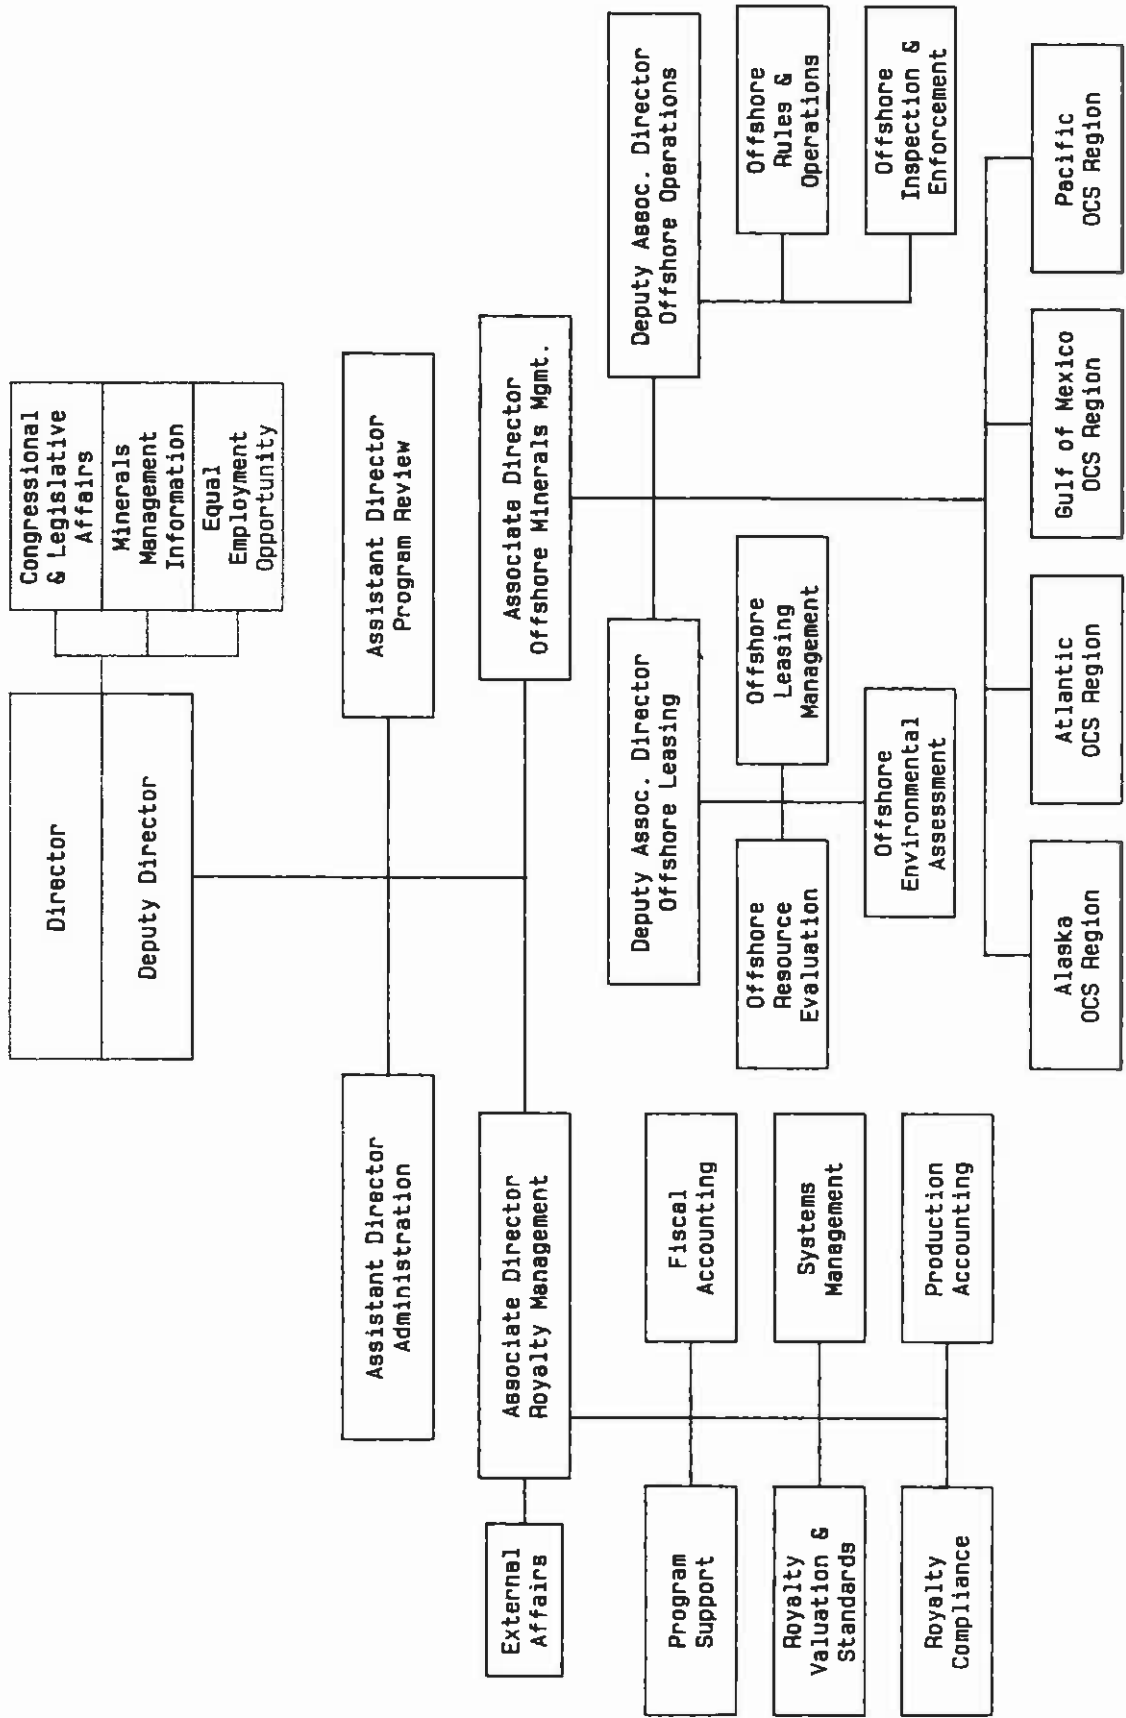 Director
Deputy Director
Congressional
& Legislative
Affairs
Minerals
Management
Information
Equal
Employment
Opportunity
Assistant Director
Administration
Assistant Director
Program Review
External
Affairs
Associate Director
Royalty Management
Associate Director
Offshore Minerals Mgmt.
Program
Support
Fiscal
Accounting
Royalty
Valuation &
Standards
Systems
Management
Royalty
Compliance
Production
Accounting
Deputy Assoc. Director
Offshore Leasing
Deputy Assoc. Director
Offshore Operations
Offshore
Resource
Evaluation
Offshore
Leasing
Management
Offshore
Environmental
Assessment
Offshore
Rules &
Operations
Offshore
Inspection &
Enforcement
Alaska
OCS Region
Atlantic
OCS Region
Gulf of Mexico
OCS Region
Pacific
OCS Region